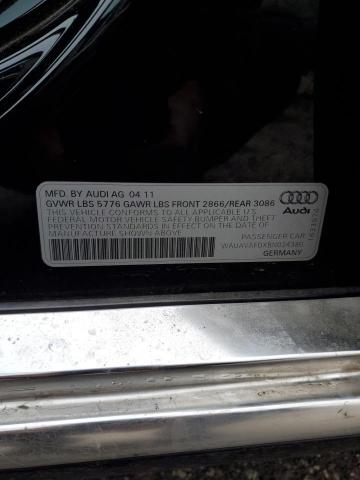 MFD. BY AUDI AG 04 11
GVWR LBS 5776 GAWR LBS FRONT 2866/REAR 3086
THIS VEHICLE CONFORMS TO ALL APPLICABLE U.S.
FEDERAL MOTOR VEHICLE SAFETY BUMPER AND THEFT
PREVENTION STANDARDS IN EFFECT ON THE DATE OF
MANUFACTURE SHOWN ABOVE.
PASSENGER CAR
WAUAVAFDXBN024380
GERMANY
Audi